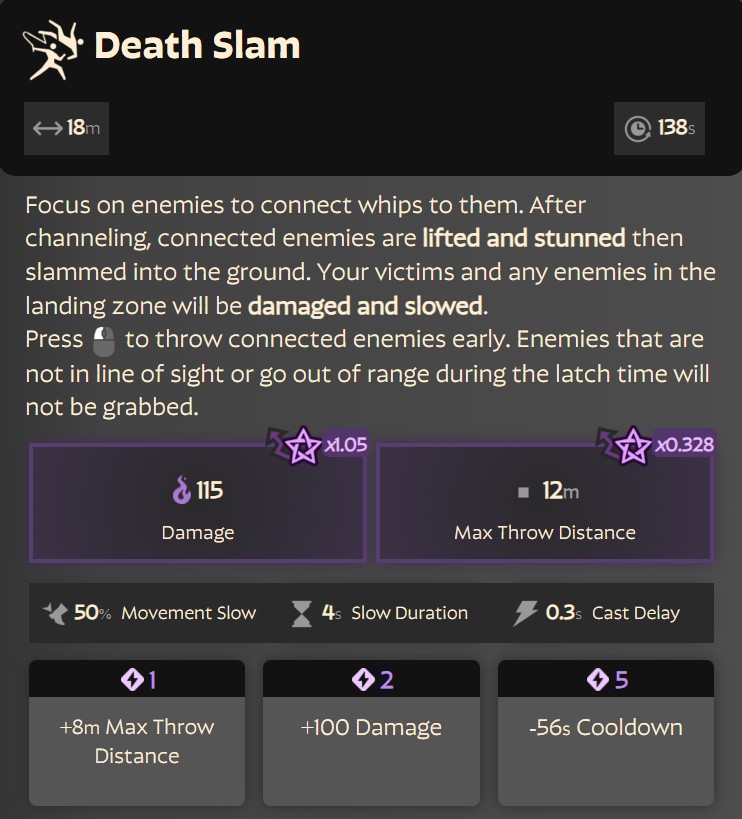 Death Slam
18m
138s
Focus on enemies to connect whips to them. After
channeling, connected enemies are lifted and stunned then
slammed into the ground. Your victims and any enemies in the
landing zone will be damaged and slowed.
Press to throw connected enemies early. Enemies that are
not in line of sight or go out of range during the latch time will
not be grabbed.
x1.05
x0.328
115
Damage
12m
Max Throw Distance
50% Movement Slow
4s Slow Duration
0.3s Cast Delay
1
+8m Max Throw
Distance
2
+100 Damage
5
-56s Cooldown